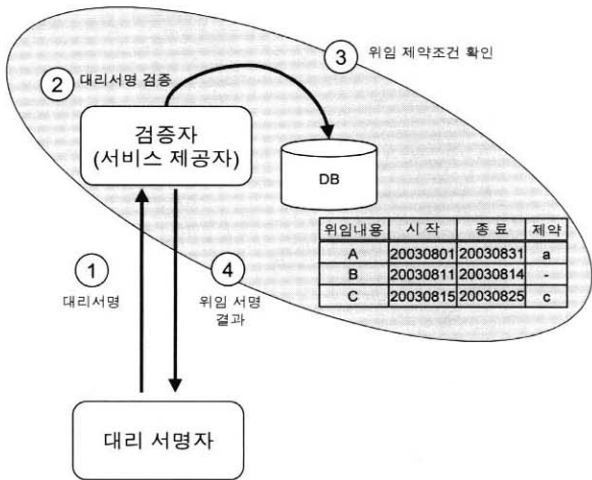 ③ 위임 제약조건 확인
② 대리서명 검증
검증자
(서비스 제공자)
DB
위임내용 시 작 종 료 제약
A 20030801 20030831 a
B 20030811 20030814 -
C 20030815 20030825 c
①
대리서명
④
위임 서명
결과
대리 서명자